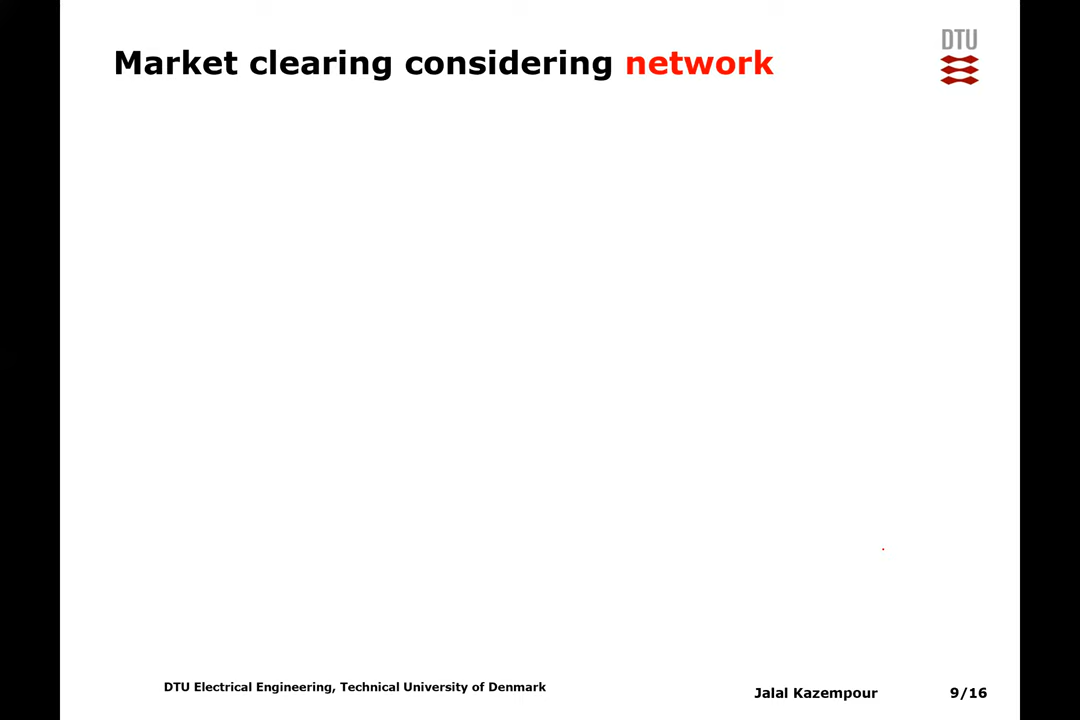 Market clearing considering network
DTU
DTU Electrical Engineering, Technical University of Denmark
Jalal Kazempour
9/16